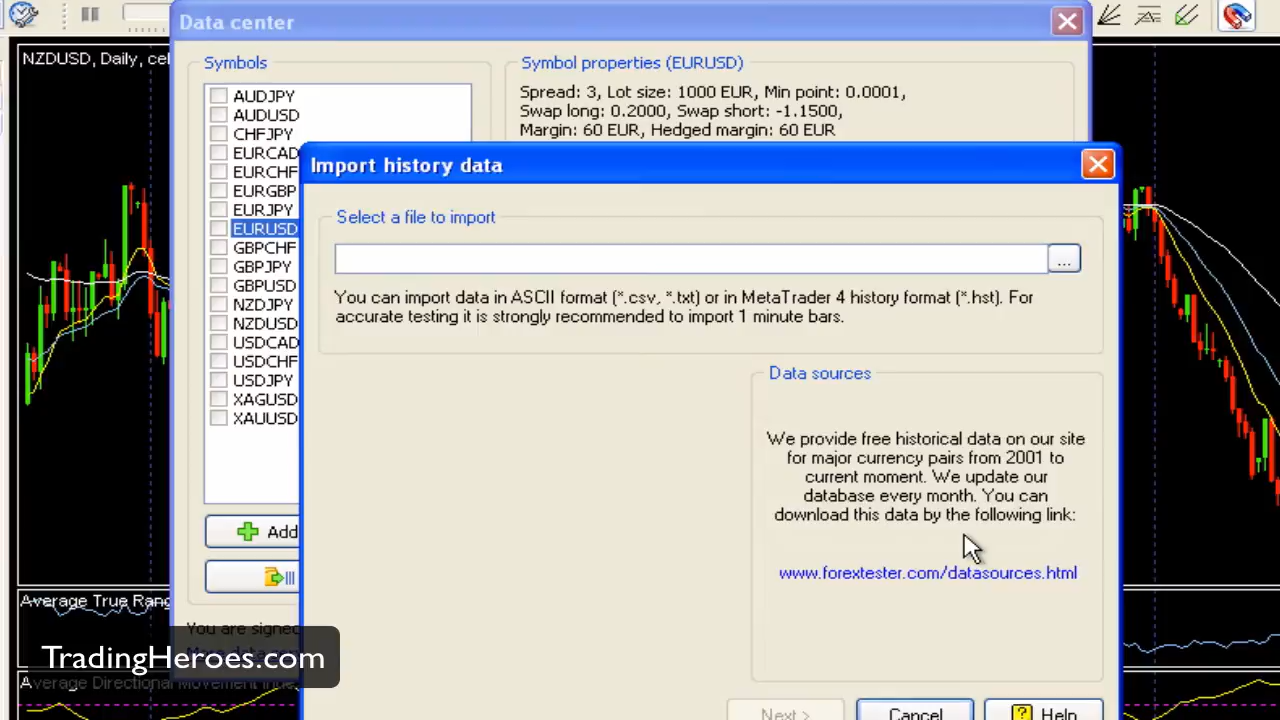 Data center
NZDUSD, Daily,
Symbols
Symbol properties (EURUSD)
AUDJPY
AUDUSD
CHFJPY
EURCAD
EURCHF
EURGBP
EURJPY
EURUSD
GBPCHF
GBPJPY
GBPUSD
NZDJPY
NZDUSD
USDCAD
USDCHF
USDJPY
XAGUSD
XAUUSD
Spread: 3, Lot size: 1000 EUR, Min point: 0.0001,
Swap long: 0.2000, Swap short: -1.1500,
Margin: 60 EUR, Hedged margin: 60 EUR
Import history data
Select a file to import
...
You can import data in ASCII format (*.csv, *.txt) or in MetaTrader 4 history format (*.hst). For
accurate testing it is strongly recommended to import 1 minute bars.
Data sources
We provide free historical data on our site
for major currency pairs from 2001 to
current moment. We update our
database every month. You can
download this data by the following link:
www.forextester.com/datasources.html
Add
Average True Rang
You are signed
TradingHeroes.com
Average Directional Movement Inde
Next >
Cancel
Help